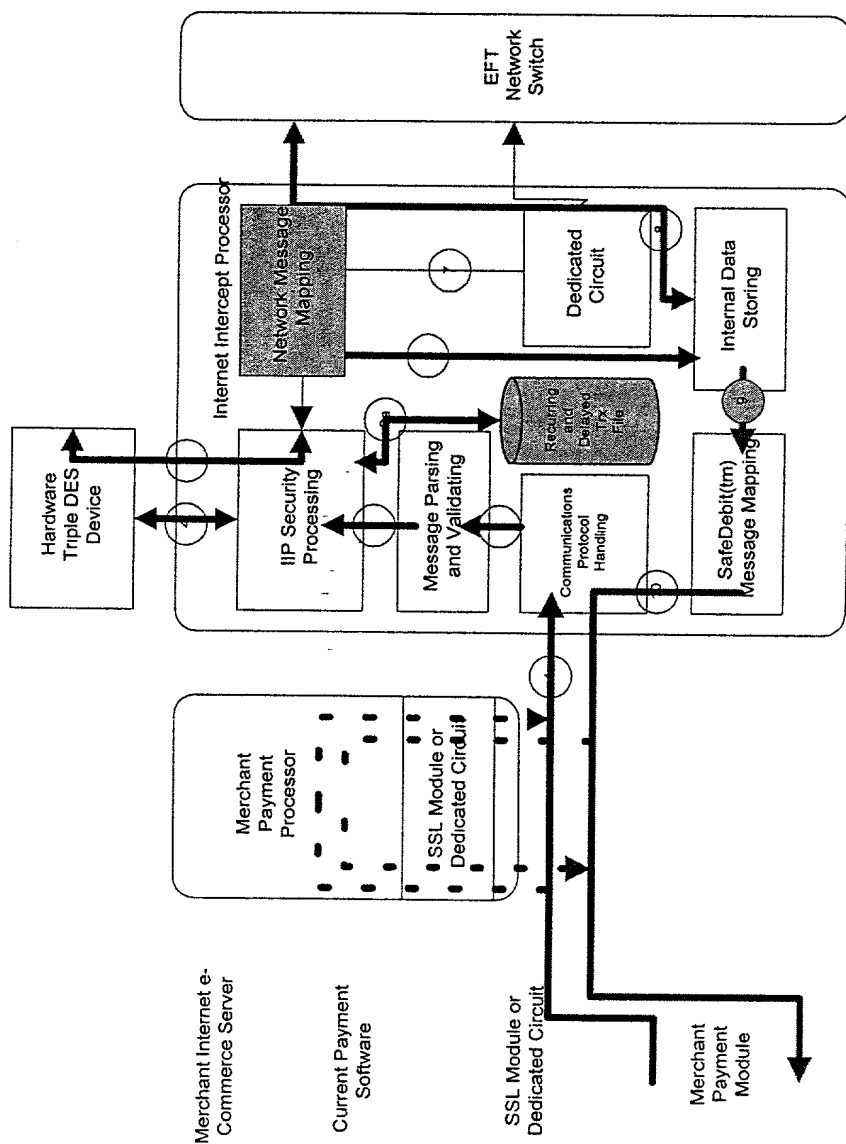 Merchant Internet e-
Commerce Server
Current Payment
Software
SSL Module or
Dedicated Circuit
Merchant
Payment
Module
Merchant
Payment
Processor
SSL Module or
Dedicated Circuit
Hardware
Triple DES
Device
Internet Intercept Processor
IIP Security
Processing
Message Parsing
and Validating
Communications
Protocol
Handling
SafeDebit(tm)
Message Mapping
Network Message
Mapping
Recurring
and
Delayed
Trx
File
Dedicated
Circuit
Internal Data
Storing
EFT
Network
Switch
4
7
9